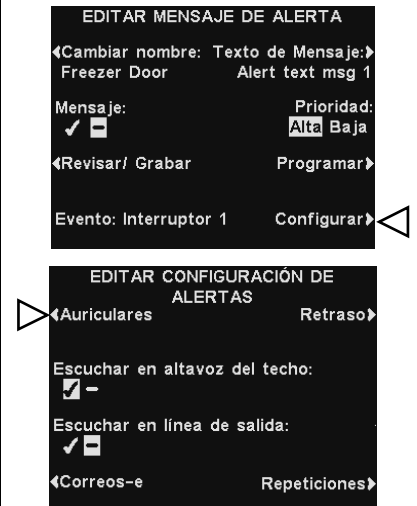 EDITAR MENSAJE DE ALERTA
Cambiar nombre: Texto de Mensaje:
Freezer Door Alert text msg 1
Mensaje: Prioridad:
Alta Baja
Revisar/ Grabar Programar
Evento: Interruptor 1 Configurar
EDITAR CONFIGURACIÓN DE
ALERTAS
Auriculares Retraso
Escuchar en altavoz del techo:
Escuchar en línea de salida:
Correos-e Repeticiones